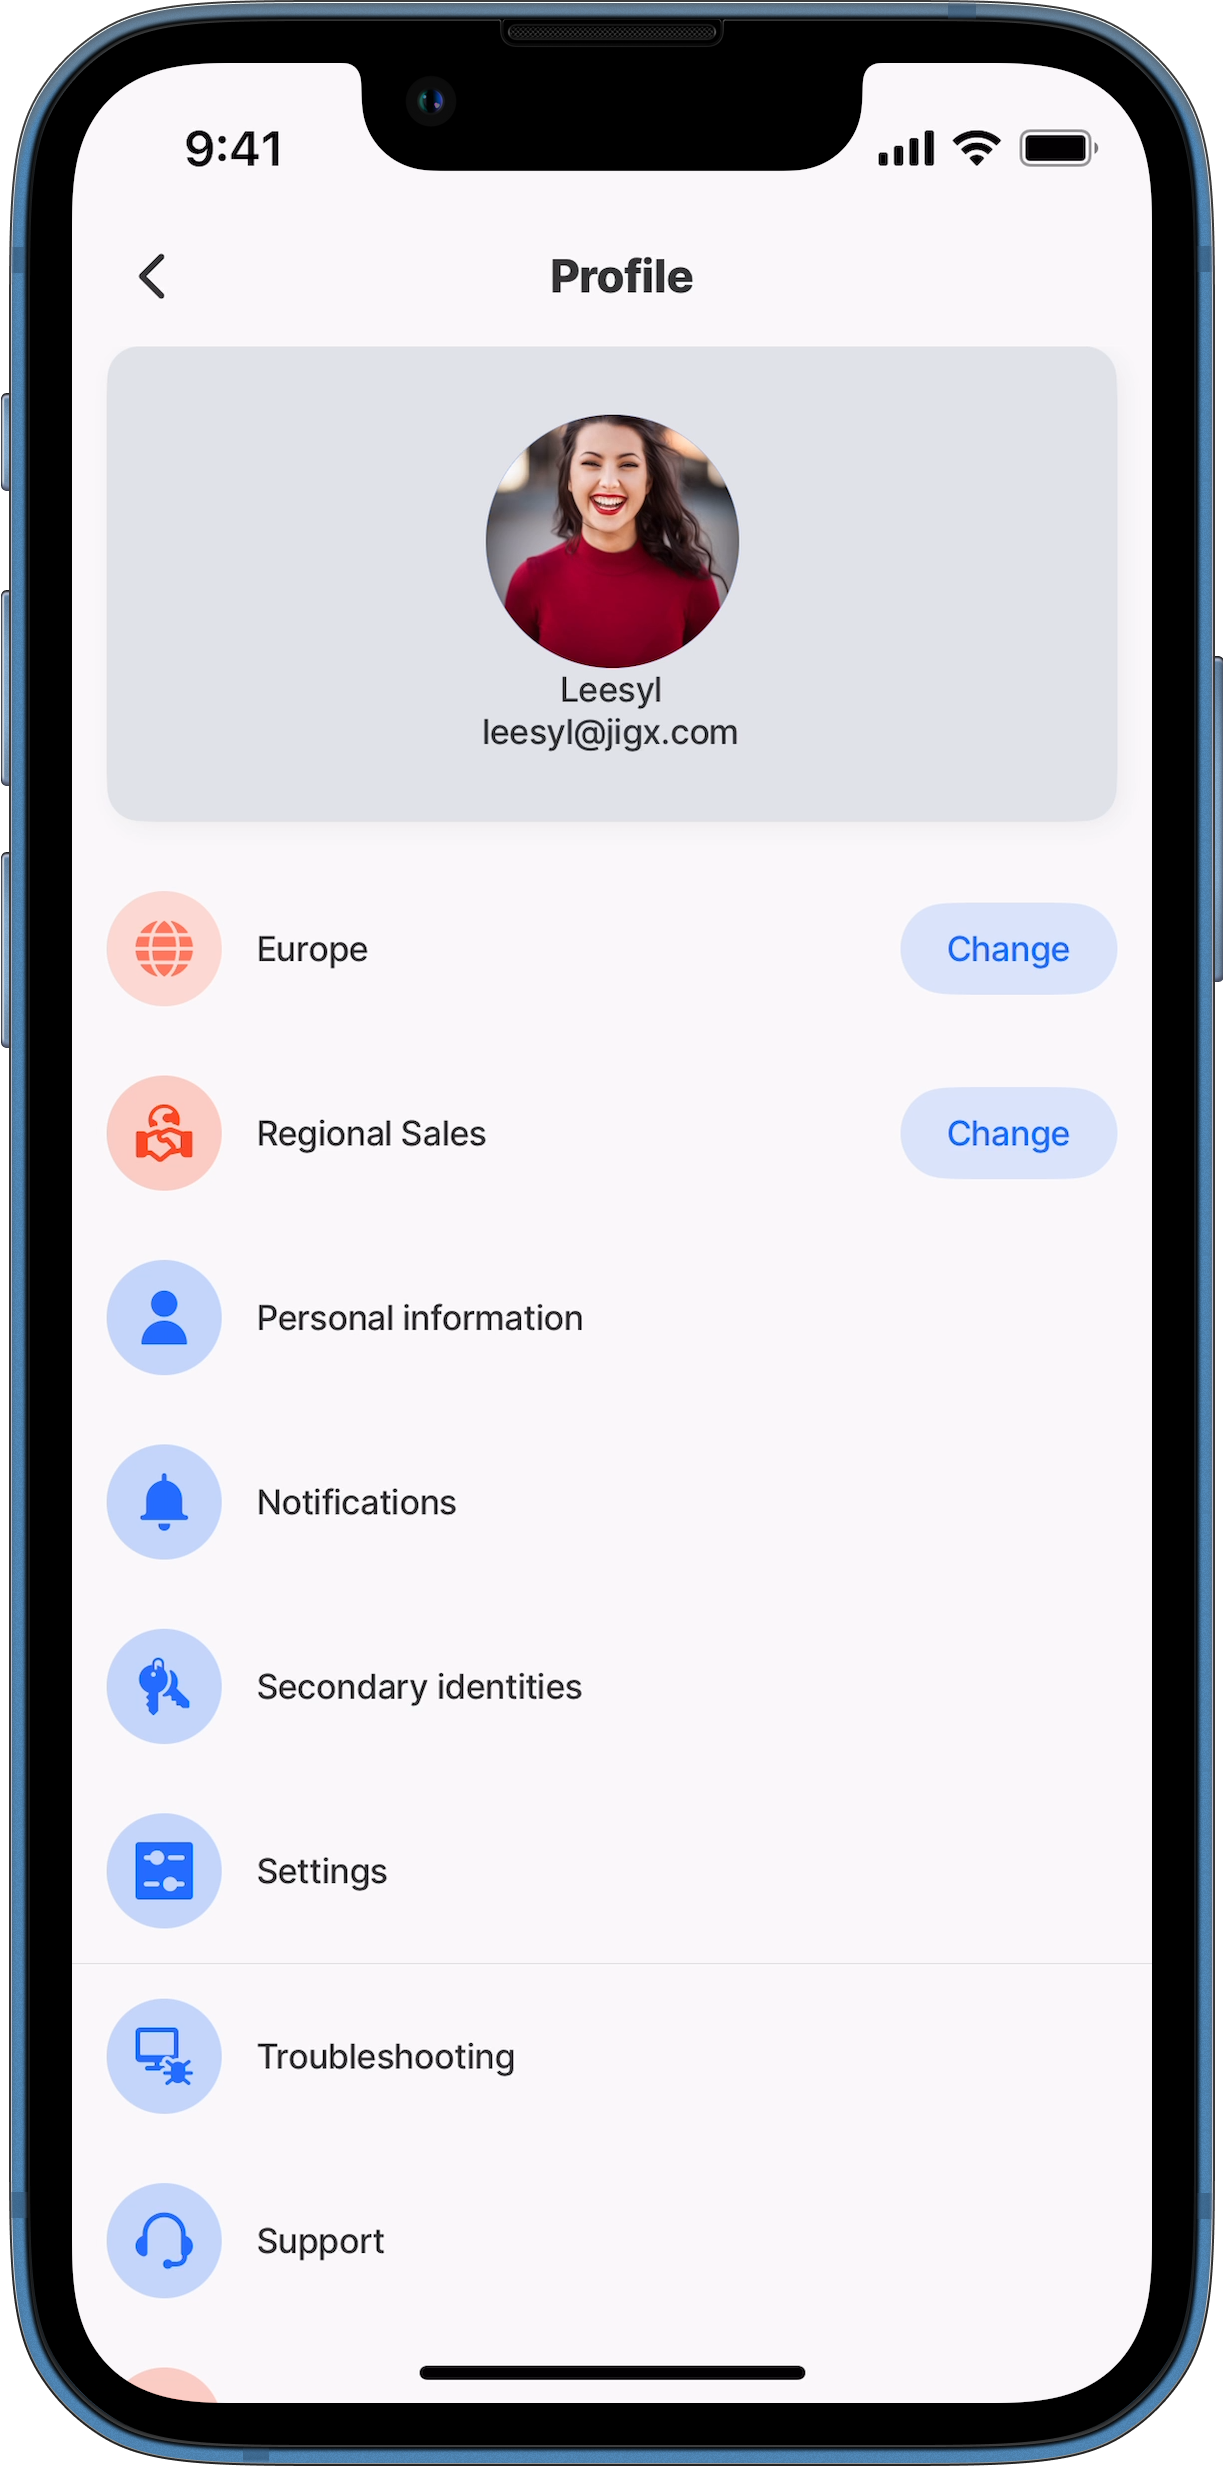 9:41
Profile
Leesyl
leesyl@jigx.com
Europe
Change
Regional Sales
Change
Personal information
Notifications
Secondary identities
Settings
Troubleshooting
Support